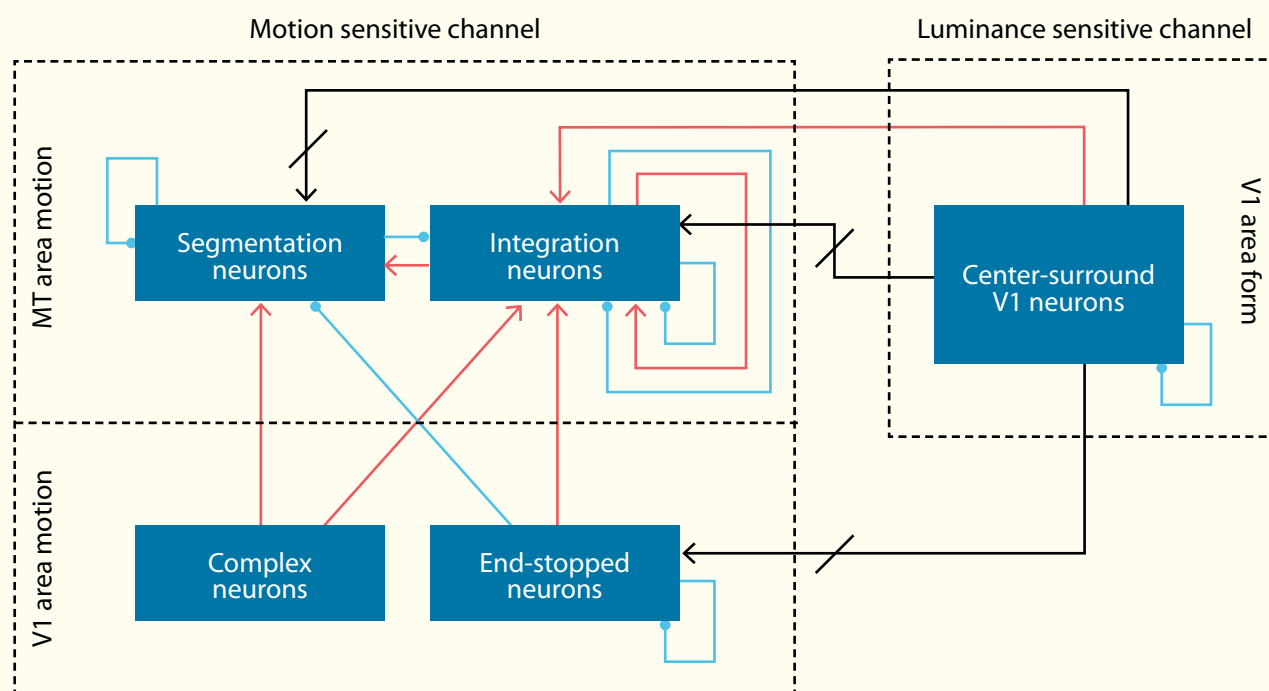 Motion sensitive channel
Luminance sensitive channel
MT area motion
Segmentation
neurons
Integration
neurons
Center-surround
V1 neurons
V1 area form
V1 area motion
Complex
neurons
End-stopped
neurons